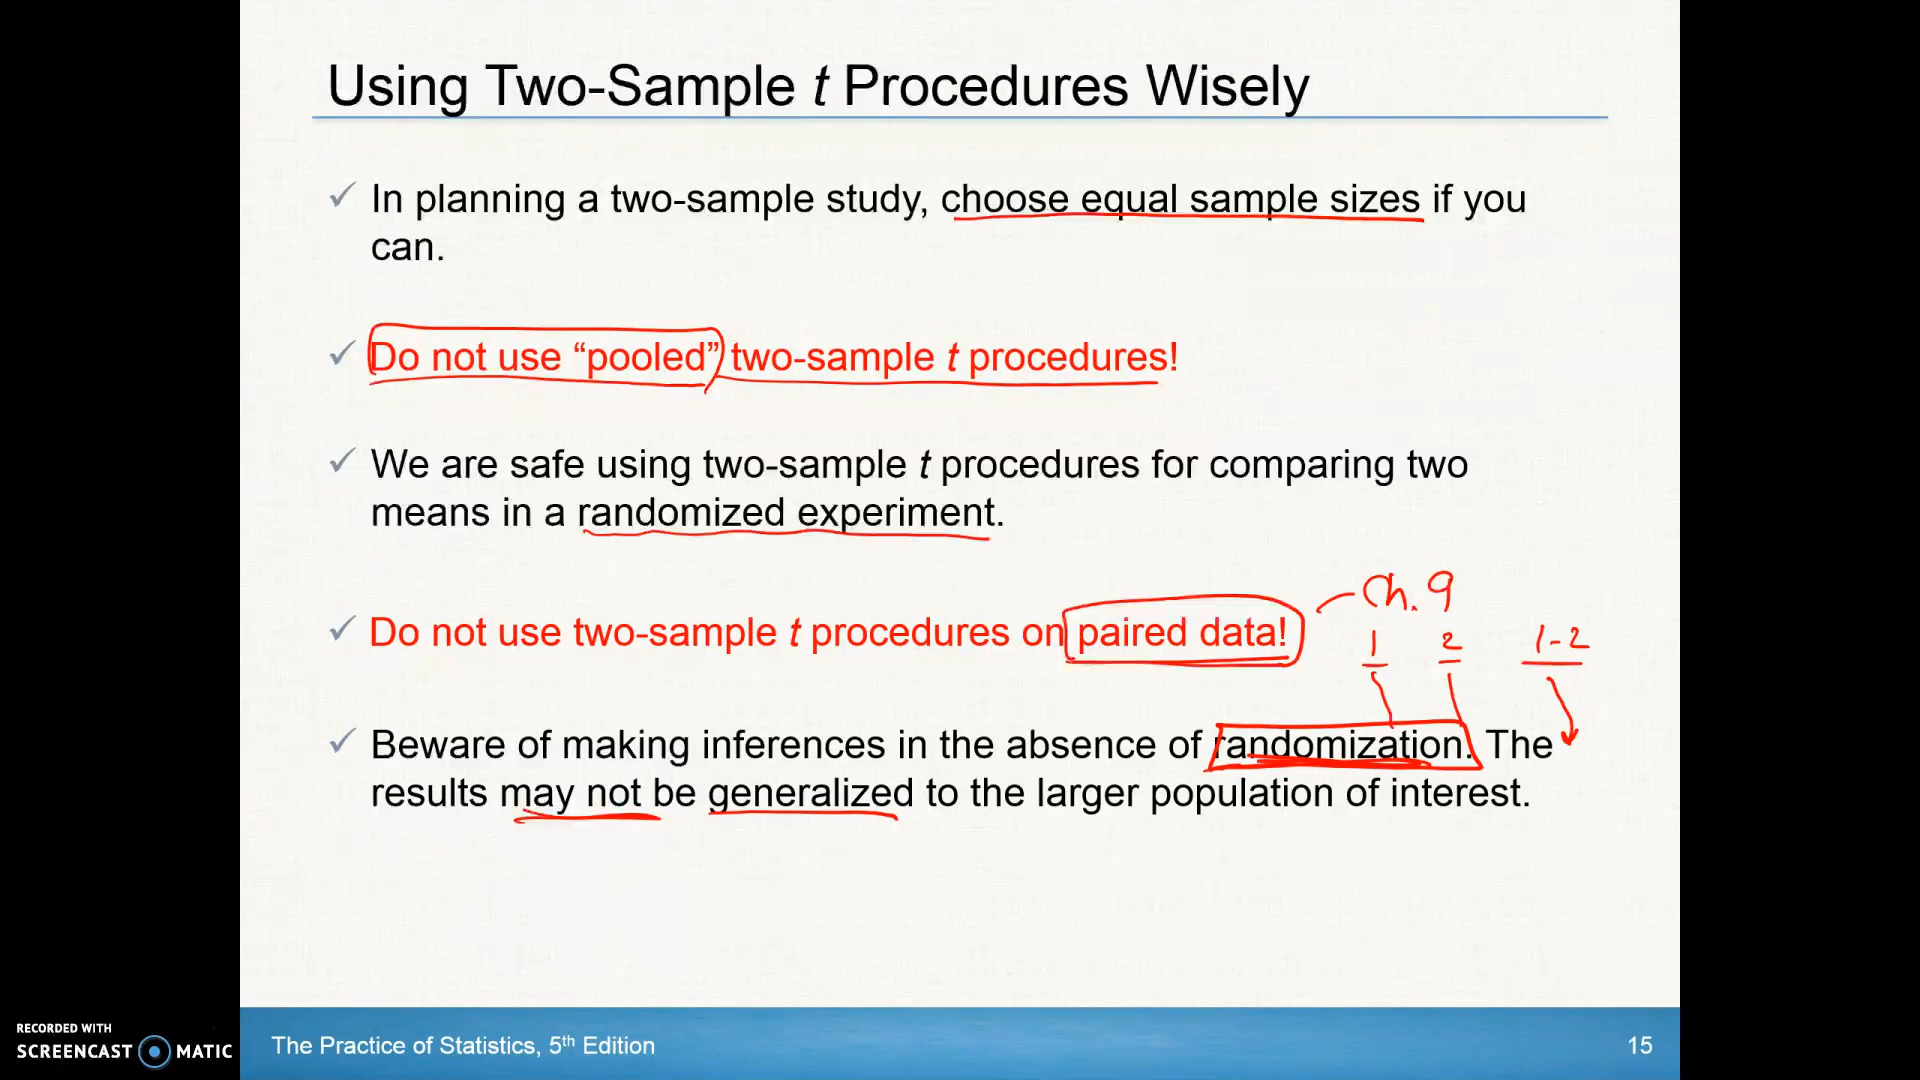 Using Two-Sample t Procedures Wisely
✓ In planning a two-sample study, choose equal sample sizes if you
can.
✓ Do not use “pooled” two-sample t procedures!
✓ We are safe using two-sample t procedures for comparing two
means in a randomized experiment.
Ch. 9
✓ Do not use two-sample t procedures on paired data!
1 2 1-2
✓ Beware of making inferences in the absence of randomization. The
results may not be generalized to the larger population of interest.
RECORDED WITH
SCREENCAST MATIC
The Practice of Statistics, 5th Edition
15